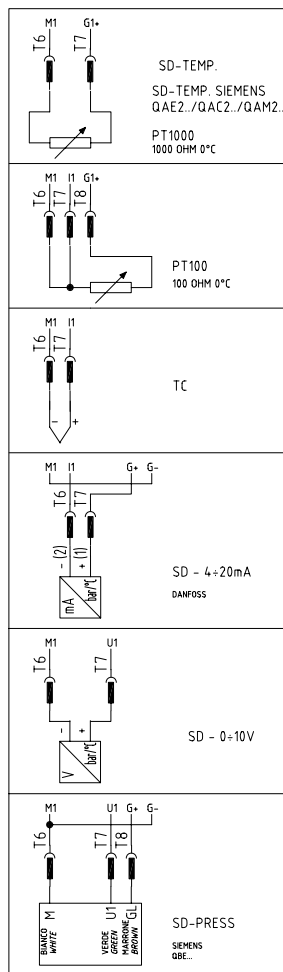 M1 G1*
T6 T7
SD-TEMP.
SD-TEMP. SIEMENS
QAE2../QAC2../QAM2..
PT1000
1000 OHM 0°C
M1 I1 G1*
T6 T7 T8
PT100
100 OHM 0°C
M1 I1
T6 T7
- +
TC
M1 I1 G+ G-
T6 T7
- (2) + (1)
mA bar/°C
SD - 4÷20mA
DANFOSS
M1 U1
T6 T7
- +
V bar/°C
SD - 0÷10V
M1 U1 G+ G-
T6 T7 T8
M U1 GL
BIANCO VERDE MARRONE
WHITE GREEN BROWN
SD-PRESS
SIEMENS
QBE...